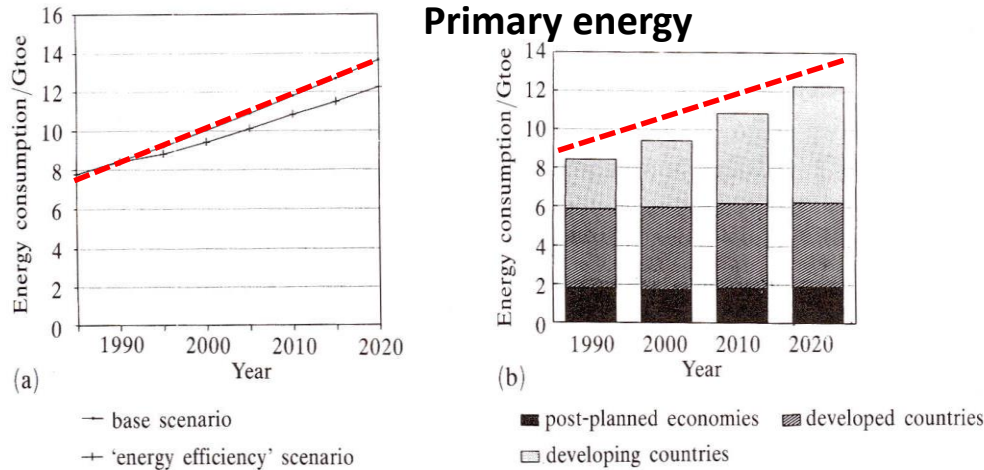 Primary energy
Energy consumption/Gtoe
16
14
12
10
8
6
4
2
0
1990 2000 2010 2020
Year
(a)
base scenario
'energy efficiency' scenario
Energy consumption/Gtoe
14
12
10
8
6
4
2
0
1990 2000 2010 2020
Year
(b)
post-planned economies developed countries
developing countries